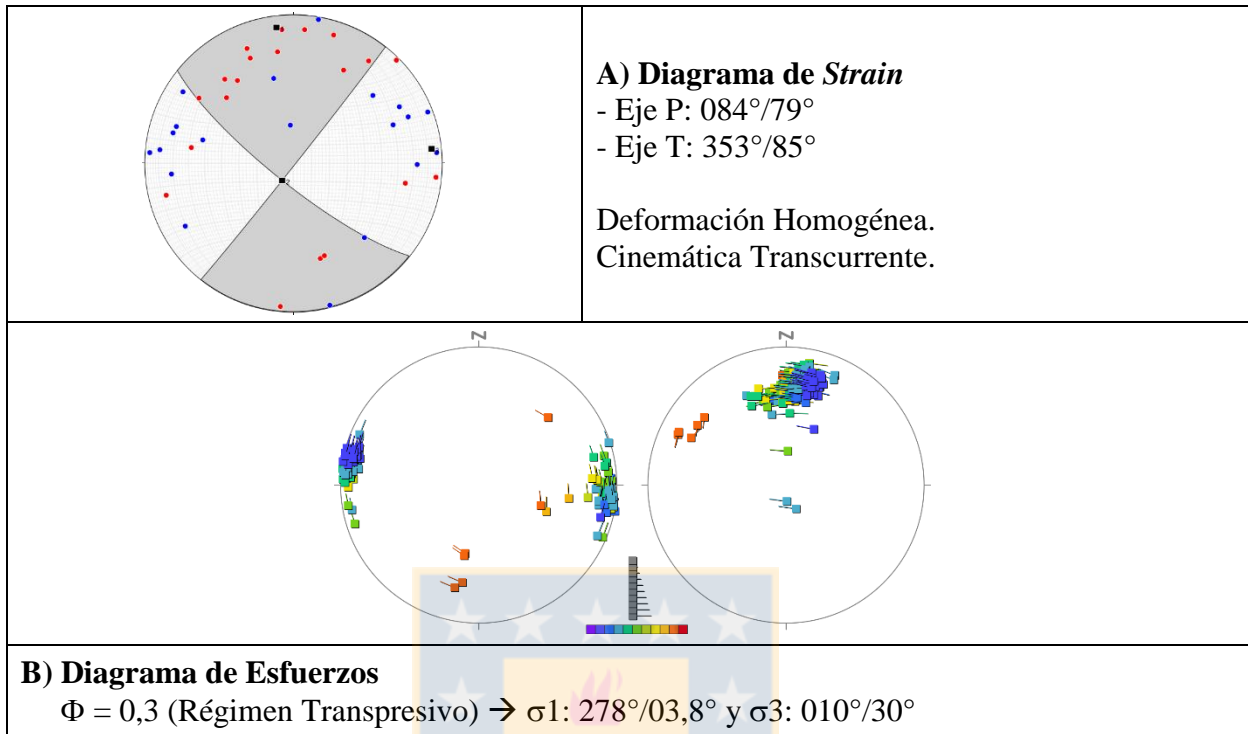 A) Diagrama de Strain
- Eje P: 084°/79°
- Eje T: 353°/85°
Deformación Homogénea.
Cinemática Transcurrente.
N N
B) Diagrama de Esfuerzos
Φ = 0,3 (Régimen Transpresivo) → σ1: 278°/03,8° y σ3: 010°/30°